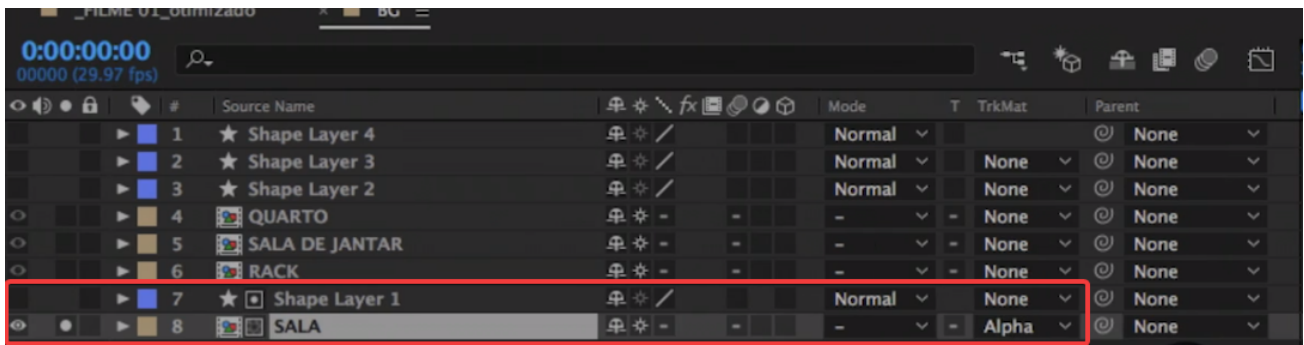 _FILME 01_otimizado × BG
0:00:00:00
00000 (29.97 fps)
# Source Name fx Mode T TrkMat Parent
1 Shape Layer 4 Normal None
2 Shape Layer 3 Normal None None
3 Shape Layer 2 Normal None None
4 QUARTO - - - - None None
5 SALA DE JANTAR - - - - None None
6 RACK - - - - None None
7 Shape Layer 1 Normal None None
8 SALA - - - - Alpha None